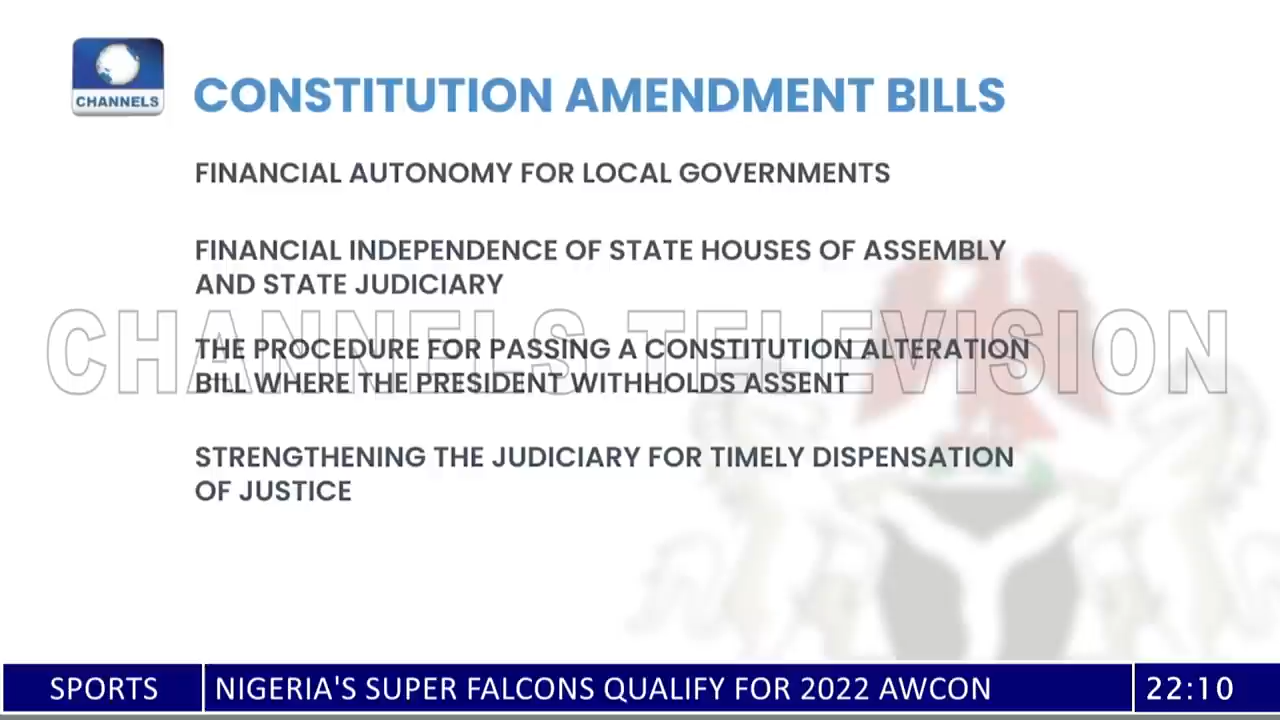 CHANNELS
CONSTITUTION AMENDMENT BILLS
FINANCIAL AUTONOMY FOR LOCAL GOVERNMENTS
FINANCIAL INDEPENDENCE OF STATE HOUSES OF ASSEMBLY
AND STATE JUDICIARY
CHANNELS TELEVISION
THE PROCEDURE FOR PASSING A CONSTITUTION ALTERATION
BILL WHERE THE PRESIDENT WITHHOLDS ASSENT
STRENGTHENING THE JUDICIARY FOR TIMELY DISPENSATION
OF JUSTICE
SPORTS
NIGERIA'S SUPER FALCONS QUALIFY FOR 2022 AWCON
22:10